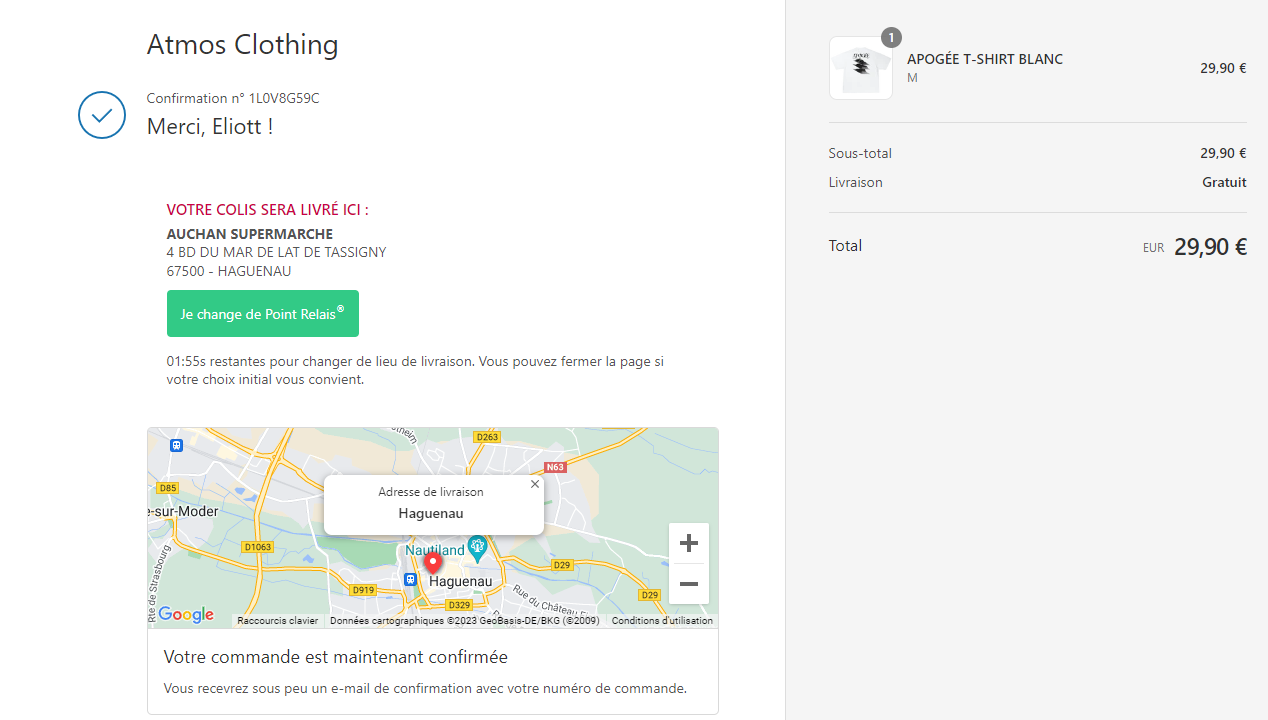 Atmos Clothing
Confirmation n° 1L0V8G59C
Merci, Eliott !
VOTRE COLIS SERA LIVRÉ ICI :
AUCHAN SUPERMARCHE
4 BD DU MAR DE LAT DE TASSIGNY
67500 - HAGUENAU
Je change de Point Relais®
01:55s restantes pour changer de lieu de livraison. Vous pouvez fermer la page si
votre choix initial vous convient.
D263
N63
Adresse de livraison
Haguenau
D85
e-sur-Moder
D1063
Nautiland
D29
Haguenau
D919
D329
D29
Rte de Strasbourg
Rue du Château
Google
Raccourcis clavier
Données cartographiques ©2023 GeoBasis-DE/BKG (©2009)
Conditions d'utilisation
Votre commande est maintenant confirmée
Vous recevrez sous peu un e-mail de confirmation avec votre numéro de commande.
1
APOGÉE T-SHIRT BLANC
29,90 €
M
Sous-total 29,90 €
Livraison Gratuit
Total EUR 29,90 €